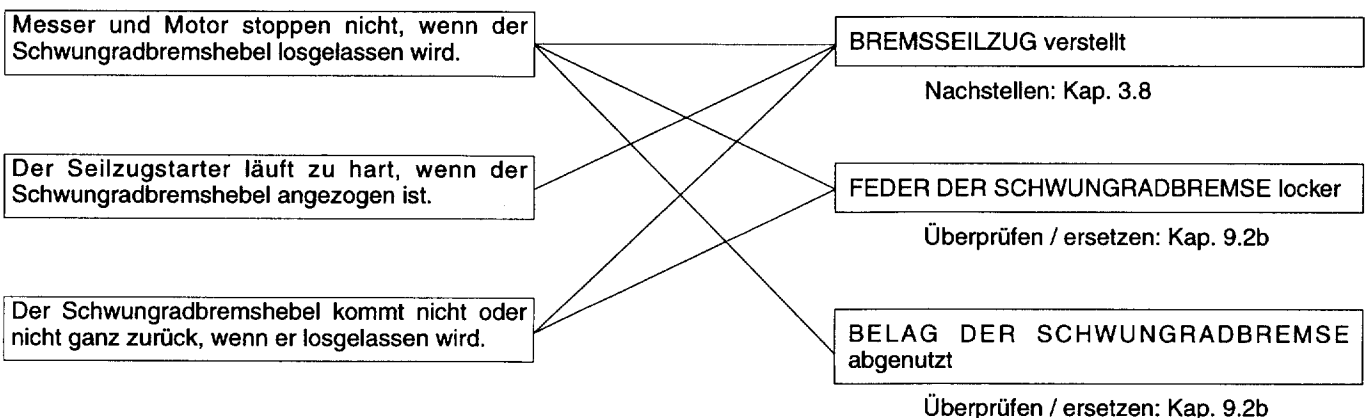 Messer und Motor stoppen nicht, wenn der
Schwungradbremshebel losgelassen wird.
Der Seilzugstarter läuft zu hart, wenn der
Schwungradbremshebel angezogen ist.
Der Schwungradbremshebel kommt nicht oder
nicht ganz zurück, wenn er losgelassen wird.
BREMSSEILZUG verstellt
Nachstellen: Kap. 3.8
FEDER DER SCHWUNGRADBREMSE locker
Überprüfen / ersetzen: Kap. 9.2b
BELAG DER SCHWUNGRADBREMSE
abgenutzt
Überprüfen / ersetzen: Kap. 9.2b